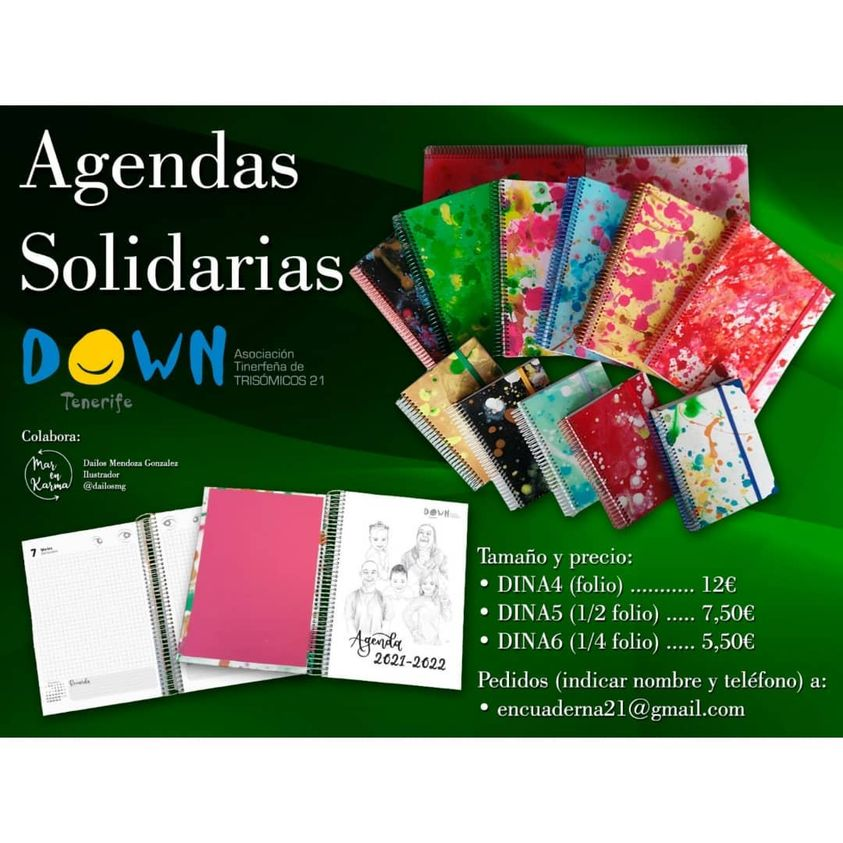 Agendas
Solidarias
DOWN
Tenerife
Asociación
Tinerfeña de
TRISÓMICOS 21
Colabora:
Mar
en
Karma
Dailos Mendoza Gonzalez
Ilustrador
@dailosmg
7 Martes
Recuerda
DOWN
Agenda
2021-2022
Tamaño y precio:
• DINA4 (folio) ........... 12€
• DINA5 (1/2 folio) ..... 7,50€
• DINA6 (1/4 folio) ..... 5,50€
Pedidos (indicar nombre y teléfono) a:
• encuaderna21@gmail.com